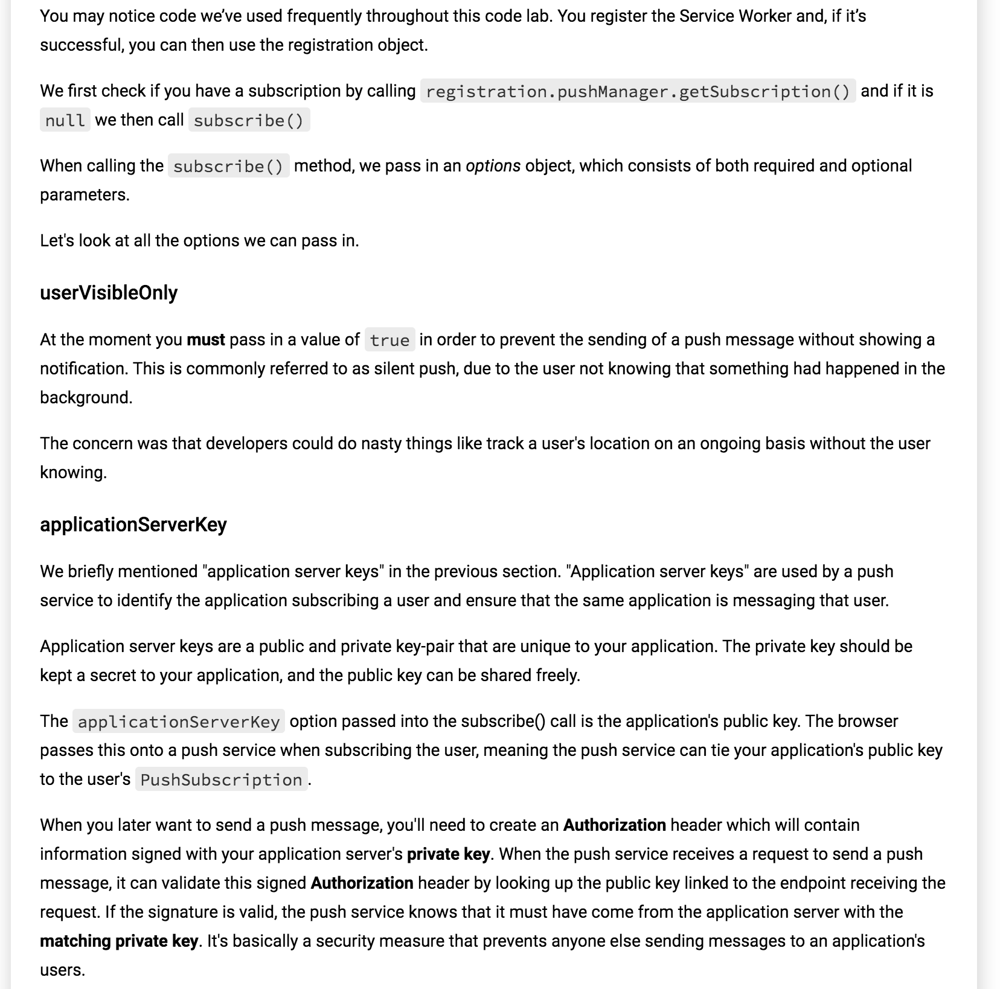 You may notice code we’ve used frequently throughout this code lab. You register the Service Worker and, if it’s
successful, you can then use the registration object.
We first check if you have a subscription by calling registration.pushManager.getSubscription() and if it is
null we then call subscribe()
When calling the subscribe() method, we pass in an options object, which consists of both required and optional
parameters.
Let's look at all the options we can pass in.
userVisibleOnly
At the moment you must pass in a value of true in order to prevent the sending of a push message without showing a
notification. This is commonly referred to as silent push, due to the user not knowing that something had happened in the
background.
The concern was that developers could do nasty things like track a user's location on an ongoing basis without the user
knowing.
applicationServerKey
We briefly mentioned "application server keys" in the previous section. "Application server keys" are used by a push
service to identify the application subscribing a user and ensure that the same application is messaging that user.
Application server keys are a public and private key-pair that are unique to your application. The private key should be
kept a secret to your application, and the public key can be shared freely.
The applicationServerKey option passed into the subscribe() call is the application's public key. The browser
passes this onto a push service when subscribing the user, meaning the push service can tie your application's public key
to the user's PushSubscription.
When you later want to send a push message, you'll need to create an Authorization header which will contain
information signed with your application server's private key. When the push service receives a request to send a push
message, it can validate this signed Authorization header by looking up the public key linked to the endpoint receiving the
request. If the signature is valid, the push service knows that it must have come from the application server with the
matching private key. It's basically a security measure that prevents anyone else sending messages to an application's
users.